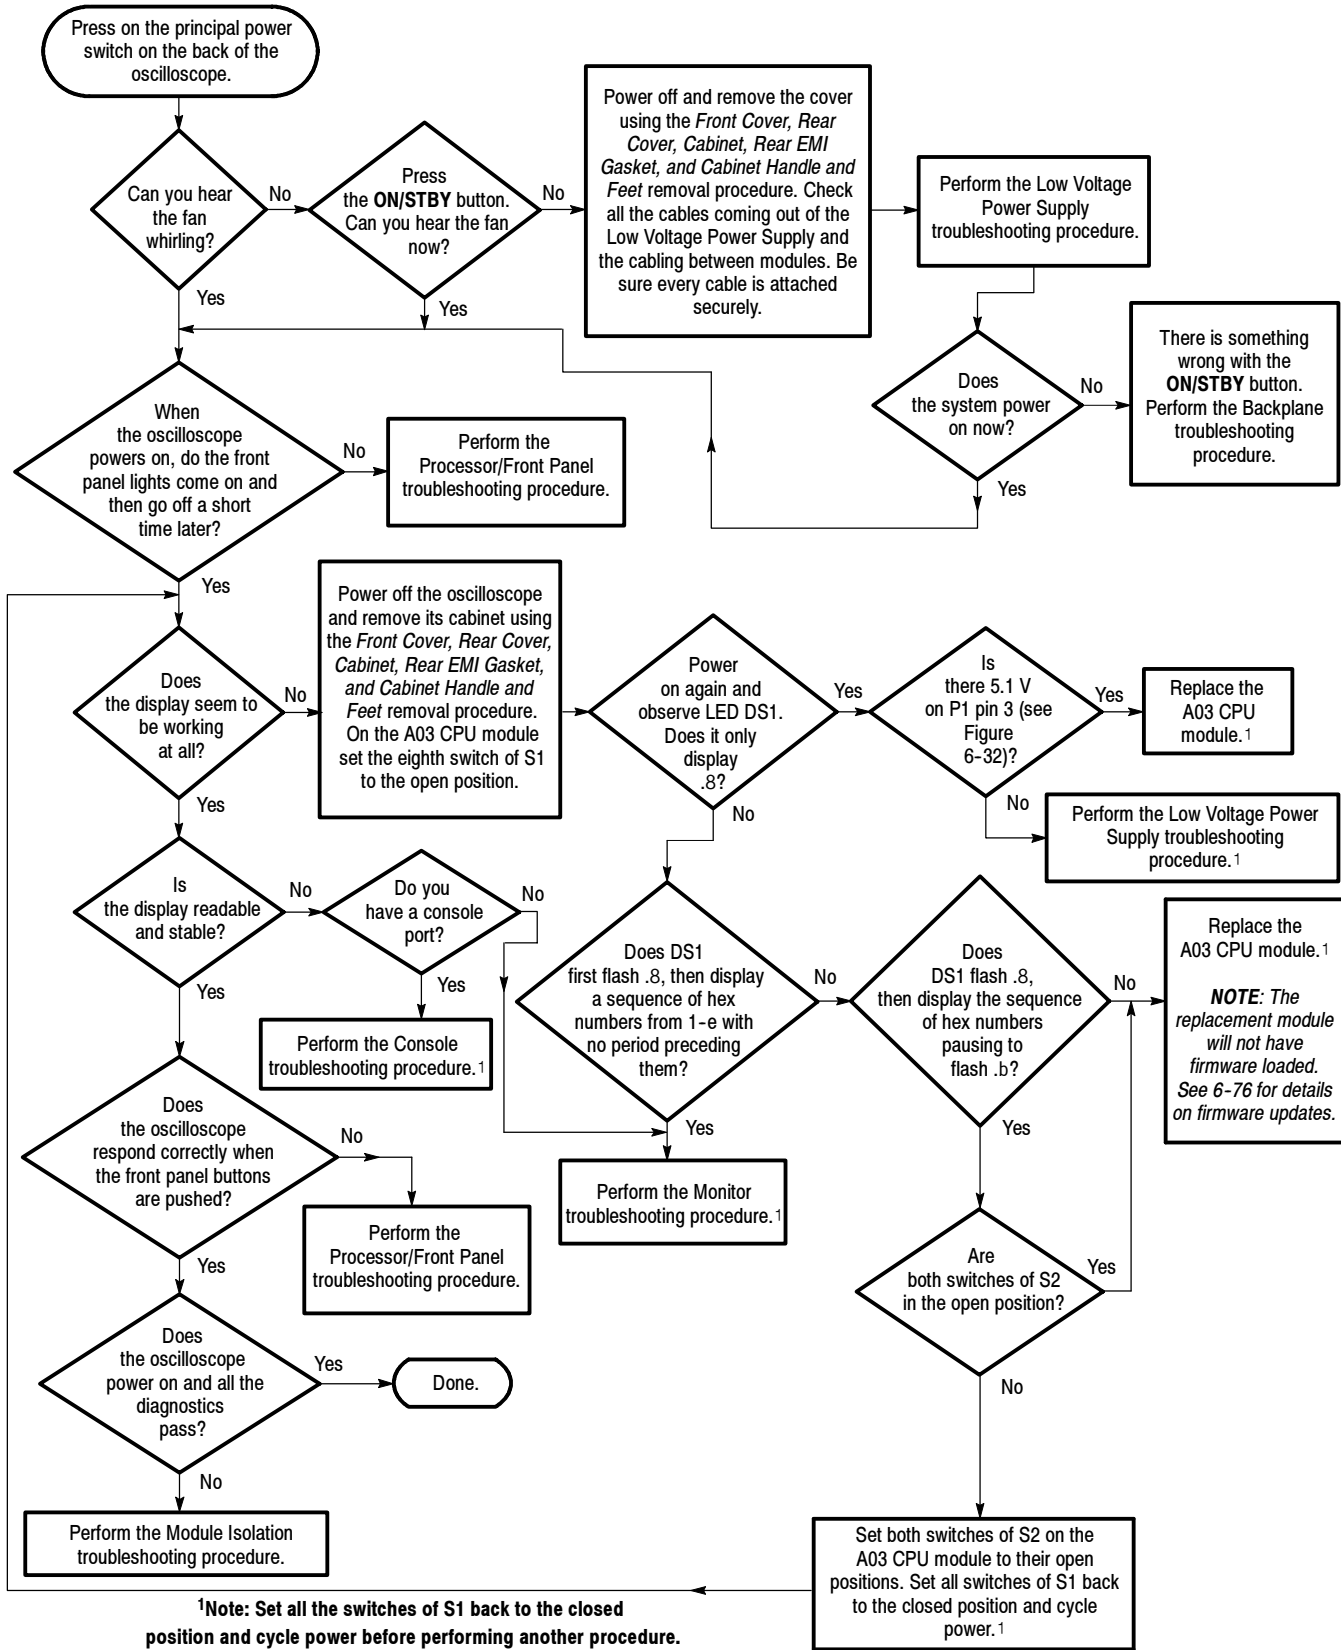 Press on the principal power
switch on the back of the
oscilloscope.
Can you hear
the fan
whirling?
No
Yes
Press
the ON/STBY button.
Can you hear the fan
now?
No
Yes
Power off and remove the cover
using the Front Cover, Rear
Cover, Cabinet, Rear EMI
Gasket, and Cabinet Handle and
Feet removal procedure. Check
all the cables coming out of the
Low Voltage Power Supply and
the cabling between modules. Be
sure every cable is attached
securely.
Perform the Low Voltage
Power Supply
troubleshooting procedure.
Does
the system power
on now?
No
Yes
There is something
wrong with the
ON/STBY button.
Perform the Backplane
troubleshooting
procedure.
When
the oscilloscope
powers on, do the front
panel lights come on and
then go off a short
time later?
No
Yes
Perform the
Processor/Front Panel
troubleshooting procedure.
Does
the display seem to
be working
at all?
No
Yes
Power off the oscilloscope
and remove its cabinet using
the Front Cover, Rear Cover,
Cabinet, Rear EMI Gasket,
and Cabinet Handle and
Feet removal procedure.
On the A03 CPU module
set the eighth switch of S1
to the open position.
Power
on again and
observe LED DS1.
Does it only
display
.8?
Yes
No
Is
there 5.1 V
on P1 pin 3 (see
Figure
6-32)?
Yes
No
Replace the
A03 CPU
module.1
Perform the Low Voltage Power
Supply troubleshooting
procedure.1
Is
the display readable
and stable?
No
Yes
Do you
have a console
port?
No
Yes
Perform the Console
troubleshooting procedure.1
Does DS1
first flash .8, then display
a sequence of hex
numbers from 1-e with
no period preceding
them?
No
Yes
Does
DS1 flash .8,
then display the sequence
of hex numbers
pausing to
flash .b?
No
Yes
Replace the
A03 CPU module.1
NOTE: The
replacement module
will not have
firmware loaded.
See 6-76 for details
on firmware updates.
Does
the oscilloscope
respond correctly when
the front panel buttons
are pushed?
No
Yes
Perform the
Processor/Front Panel
troubleshooting procedure.
Perform the Monitor
troubleshooting procedure.1
Are
both switches of S2
in the open position?
Yes
No
Does
the oscilloscope
power on and all the
diagnostics
pass?
Yes
No
Done.
Perform the Module Isolation
troubleshooting procedure.
Set both switches of S2 on the
A03 CPU module to their open
positions. Set all switches of S1 back
to the closed position and cycle
power.1
1Note: Set all the switches of S1 back to the closed
position and cycle power before performing another procedure.